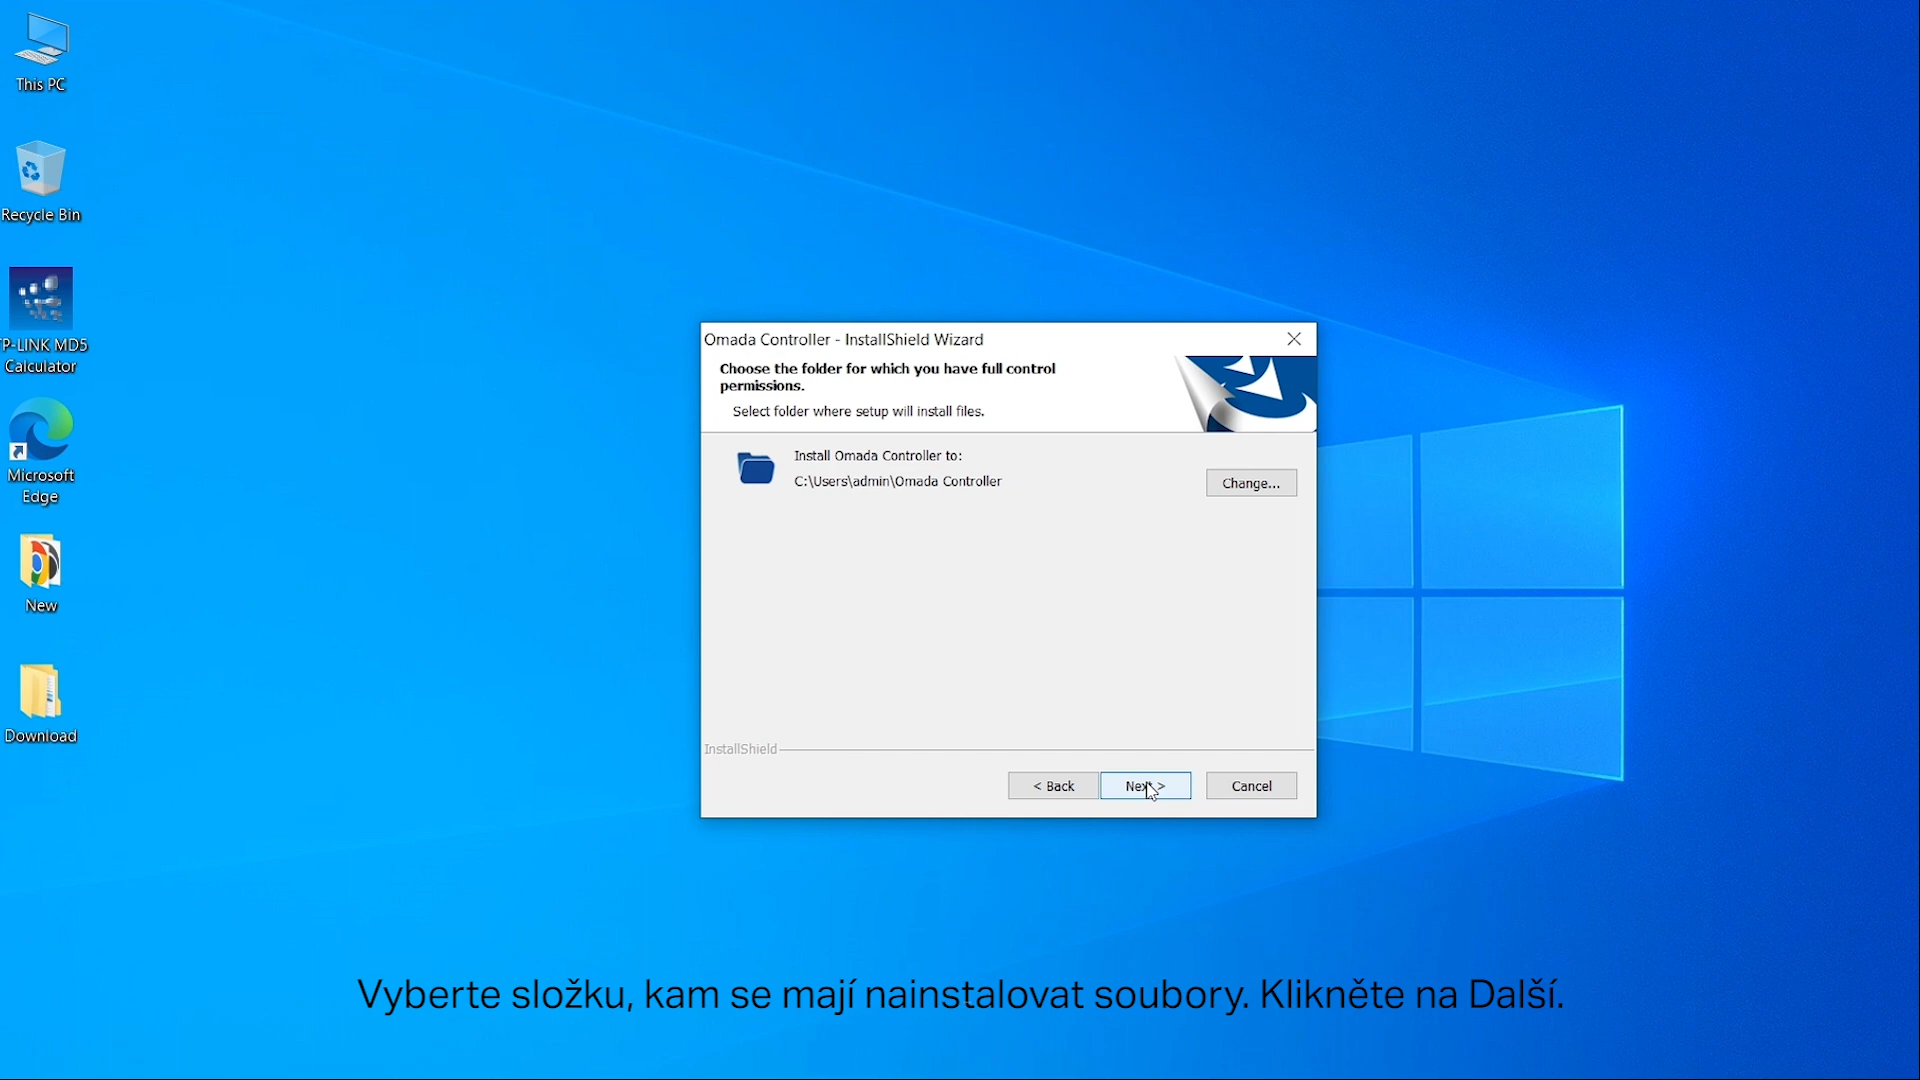 This PC
Recycle Bin
P-LINK MD5
Calculator
Microsoft
Edge
New
Download
Omada Controller - InstallShield Wizard
Choose the folder for which you have full control
permissions.
Select folder where setup will install files.
Install Omada Controller to:
C:\Users\admin\Omada Controller
Change...
InstallShield
< Back
Next >
Cancel
Vyberte složku, kam se mají nainstalovat soubory. Klikněte na Další.